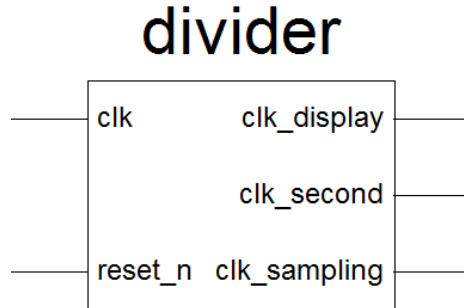 divider
clk clk_display
clk_second
reset_n clk_sampling